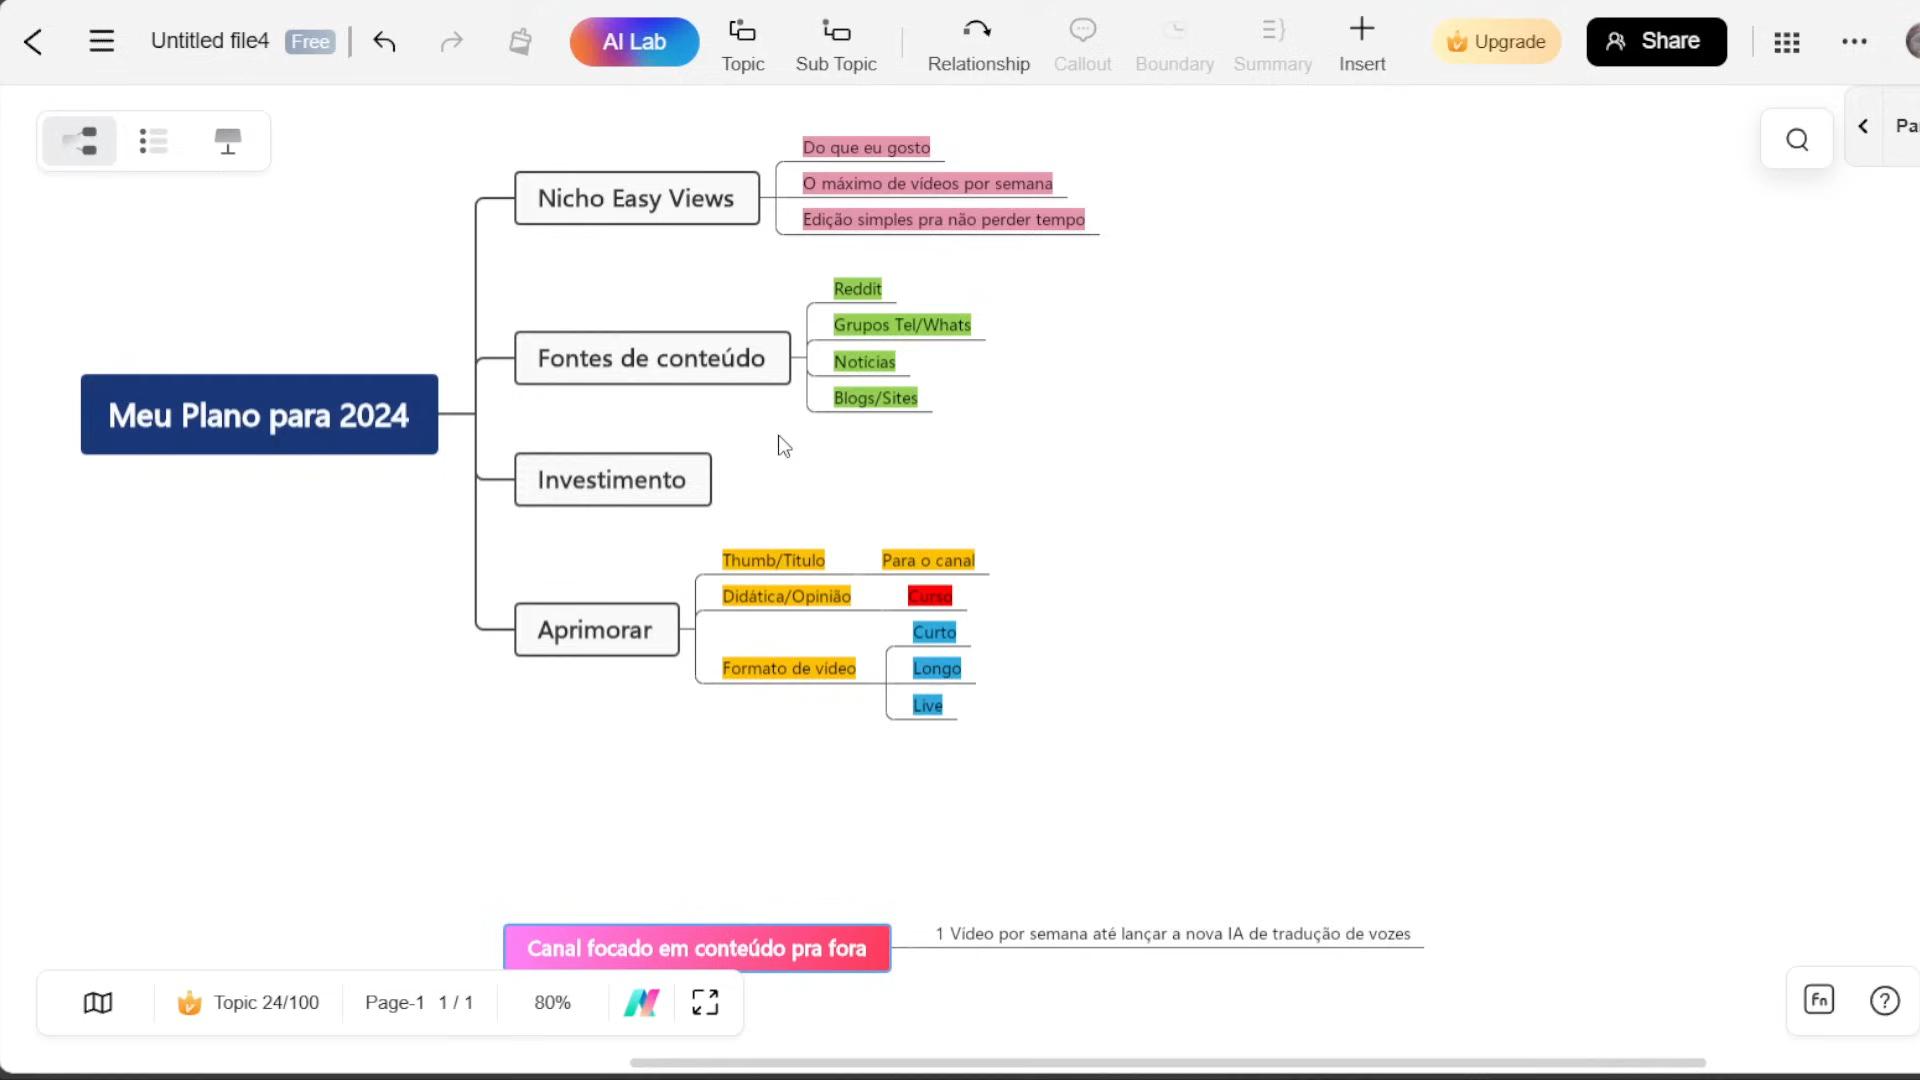 Untitled file4
Free
AI Lab
Topic
Sub Topic
Relationship
Callout
Boundary
Summary
Insert
Upgrade
Share
Meu Plano para 2024
Nicho Easy Views
Do que eu gosto
O máximo de vídeos por semana
Edição simples pra não perder tempo
Fontes de conteúdo
Reddit
Grupos Tel/Whats
Notícias
Blogs/Sites
Investimento
Aprimorar
Thumb/Titulo
Para o canal
Didática/Opinião
Curso
Formato de vídeo
Curto
Longo
Live
Canal focado em conteúdo pra fora
1 Vídeo por semana até lançar a nova IA de tradução de vozes
Topic 24/100
Page-1 1 / 1
80%
Fn